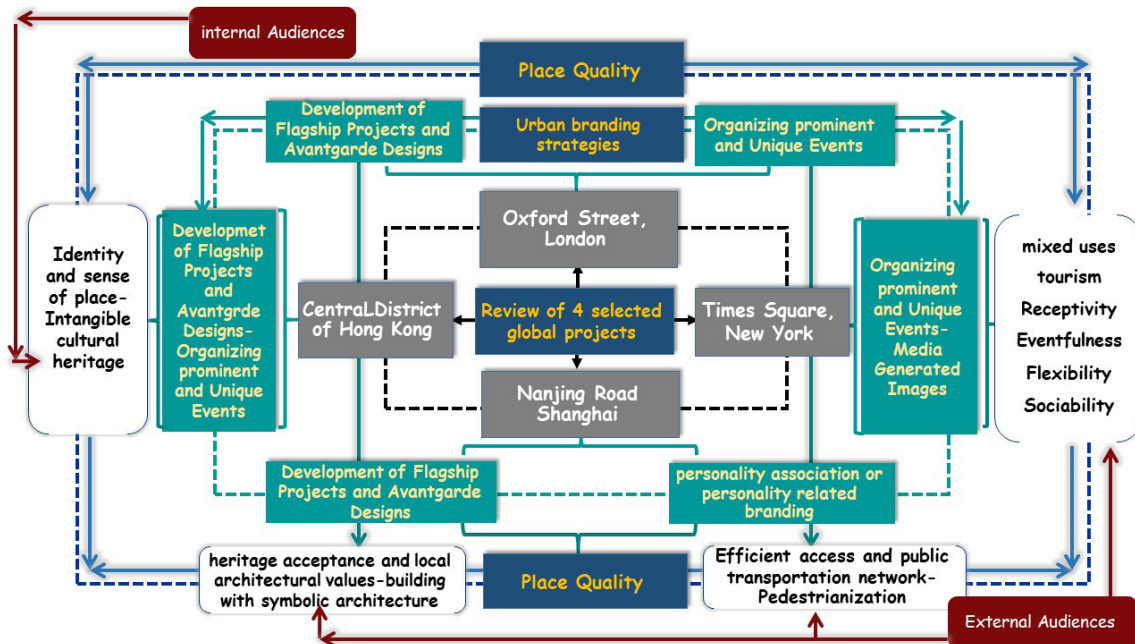 internal Audiences
Place Quality
Development of
Flagship Projects and
Avantgarde Designs
Urban branding
strategies
Organizing prominent
and Unique Events
Oxford Street,
London
Identity
and sense
of place-
Intangible
cultural
heritage
Developmet
of Flagship
Projects
and
Avantgrde
Designs-
Organizing
prominent
and Unique
Events
Central.District
of Hong Kong
Review of 4 selected
global projects
Times Square,
New York
Organizing
prominent
and Unique
Events-
Media
Generated
Images
mixed uses
tourism
Receptivity
Eventfulness
Flexibility
Sociability
Nanjing Road
Shanghai
Development of Flagship
Projects and Avantgarde
Designs
personality association or
personality related
branding
heritage acceptance and local
architectural values-building
with symbolic architecture
Place Quality
Efficient access and public
transportation network-
Pedestrianization
External Audiences